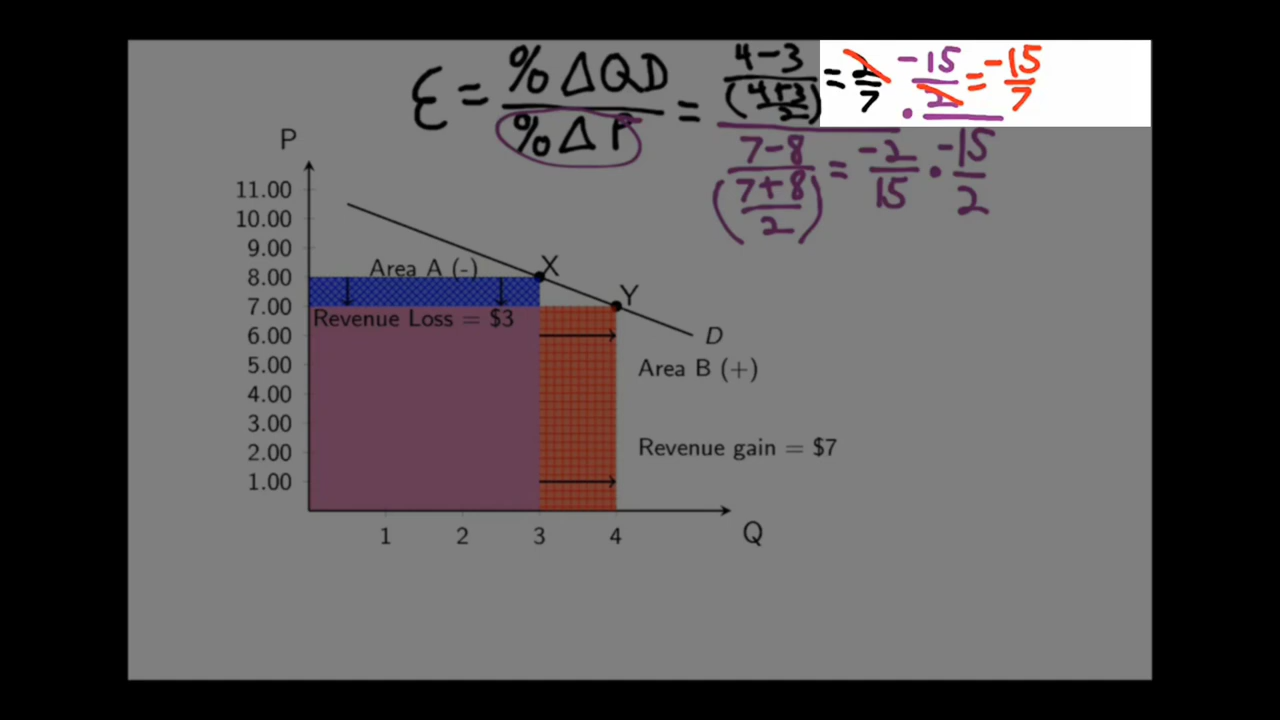 ε = %ΔQD / %ΔP = 4-3 / (4+3 / 2) = 2/7 · -15/2 = -15/7
7-8 / (7+8 / 2) = -2/15 · -15/2
P
11.00
10.00
9.00
8.00
7.00
6.00
5.00
4.00
3.00
2.00
1.00
Area A (-)
X
Y
Revenue Loss = $3
D
Area B (+)
Revenue gain = $7
1 2 3 4
Q